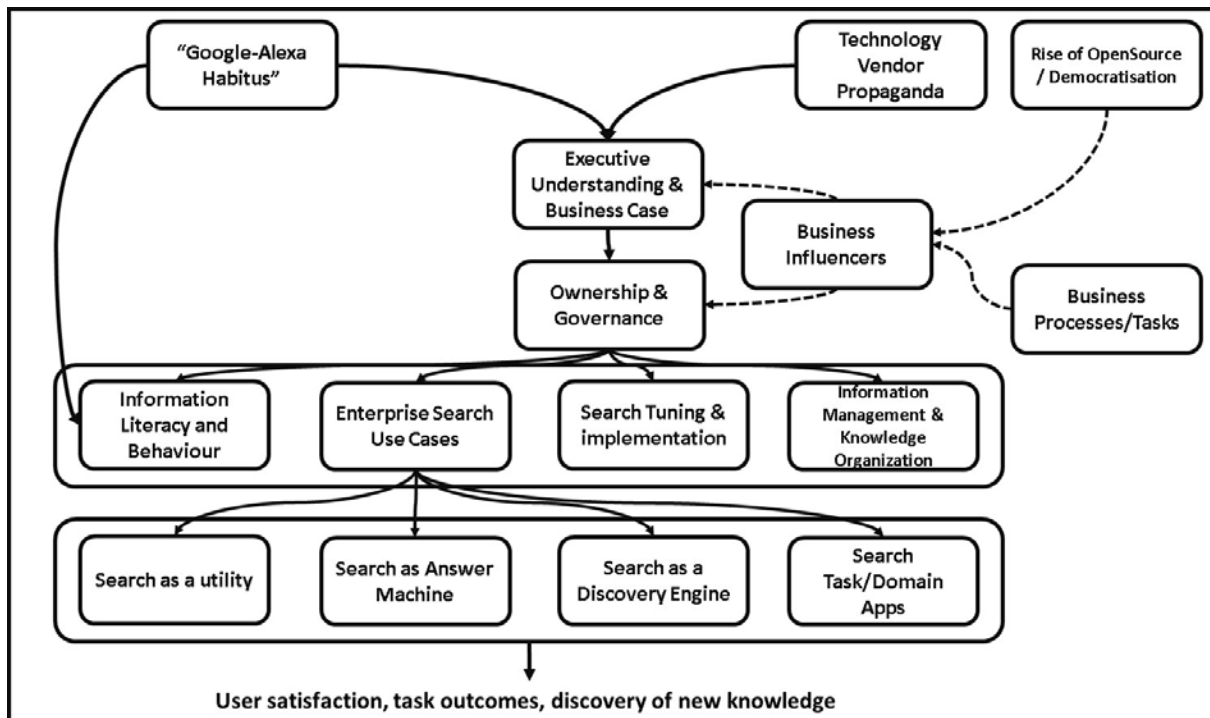 “Google-Alexa
Habitus”
Technology
Vendor
Propaganda
Rise of OpenSource
/ Democratisation
Executive
Understanding &
Business Case
Business
Influencers
Ownership &
Governance
Business
Processes/Tasks
Information
Literacy and
Behaviour
Enterprise Search
Use Cases
Search Tuning &
implementation
Information
Management &
Knowledge
Organization
Search as a utility
Search as Answer
Machine
Search as a
Discovery Engine
Search
Task/Domain
Apps
User satisfaction, task outcomes, discovery of new knowledge